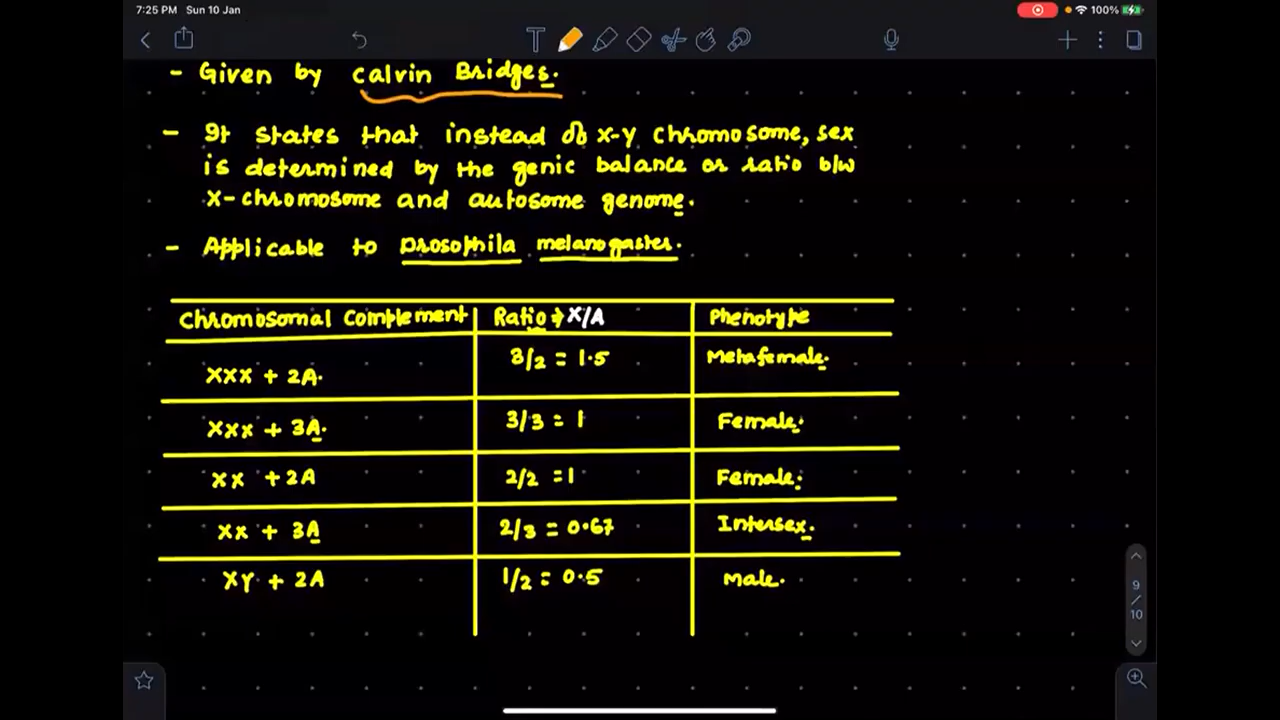 7:25 PM Sun 10 Jan
100%
- Given by Calvin Bridges.
- It states that instead of X-Y chromosome, sex
is determined by the genic balance or ratio b/w
X-chromosome and autosome genome.
- Applicable to Drosophila melanogaster.
Chromosomal Complement Ratio → X/A Phenotype
XXX + 2A. 3/2 = 1.5 Metafemale.
XXX + 3A. 3/3 = 1 Female.
XX + 2A 2/2 = 1 Female.
XX + 3A 2/3 = 0.67 Intersex.
XY + 2A 1/2 = 0.5 Male.
9
/
10